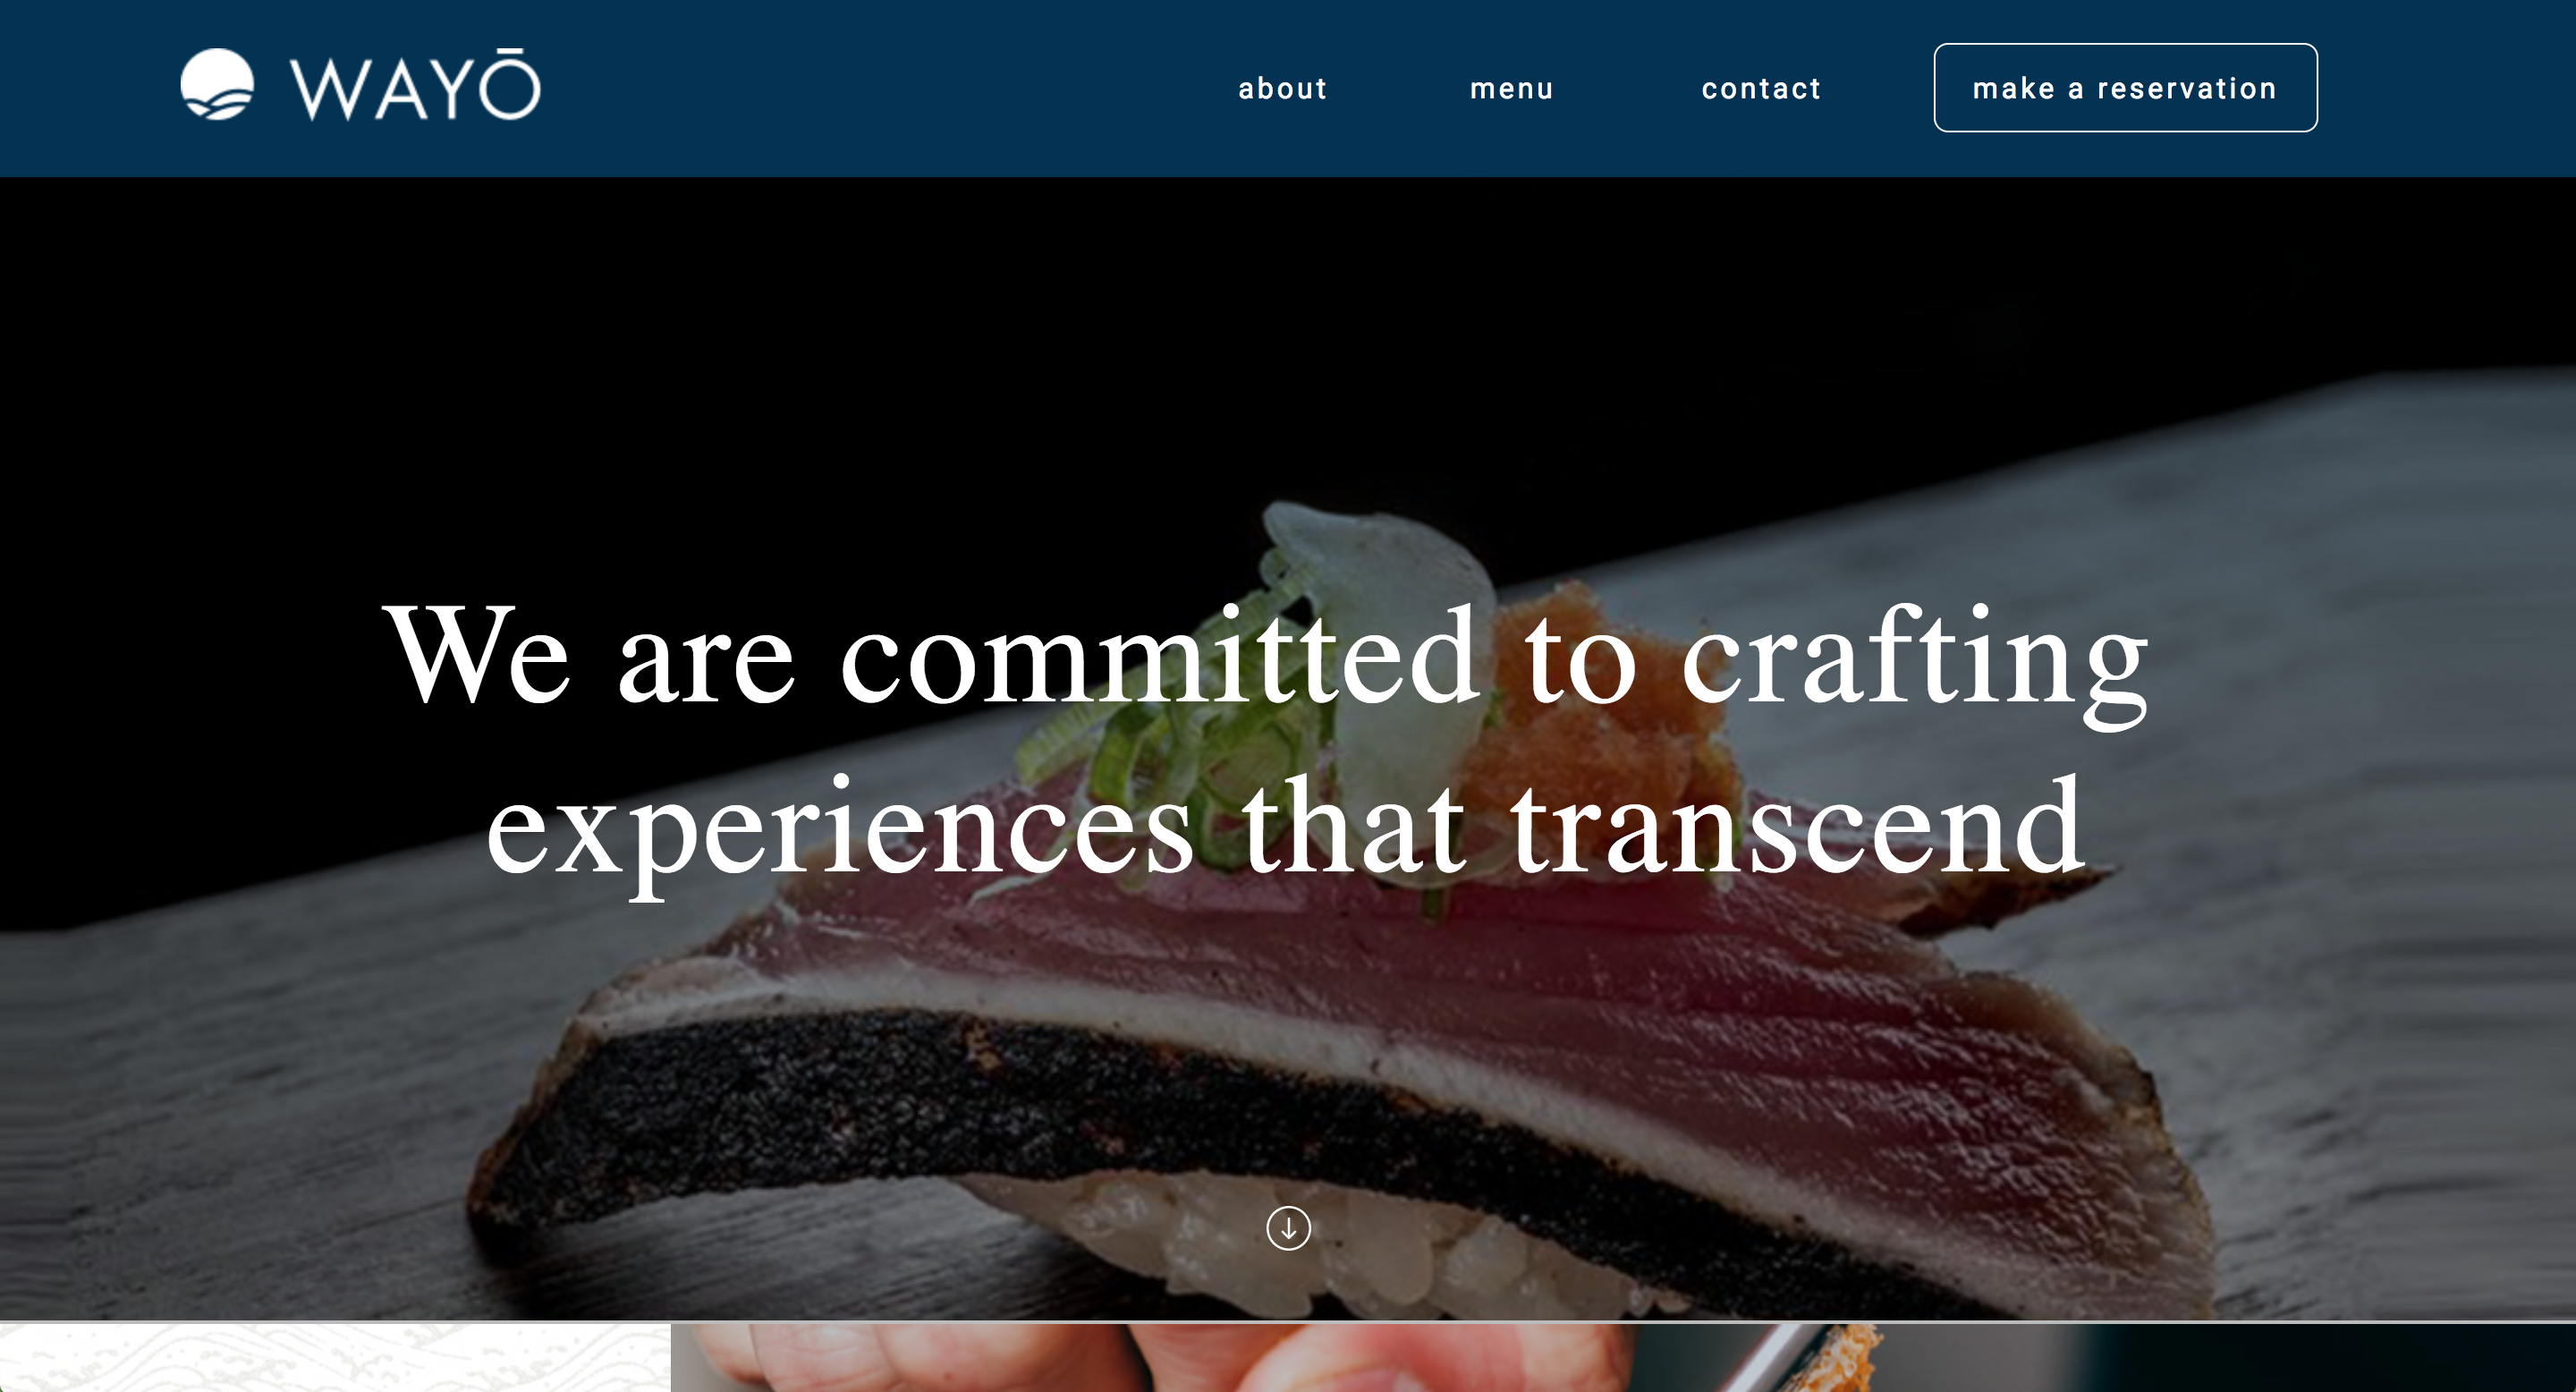 WAYŌ
about
menu
contact
make a reservation
We are committed to crafting
experiences that transcend